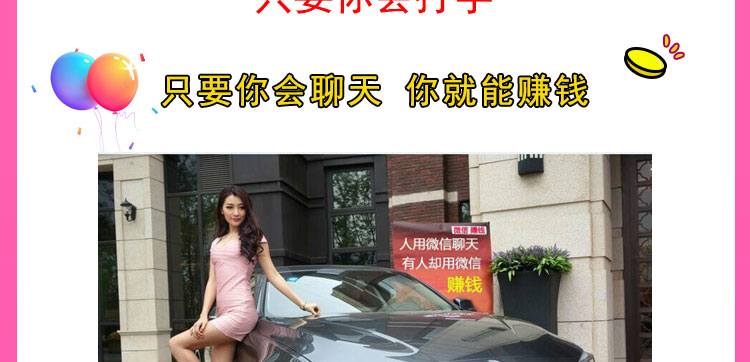 只要你会打字
只要你会聊天 你就能赚钱
微信 赚钱
人用微信聊天
有人却用微信
赚钱